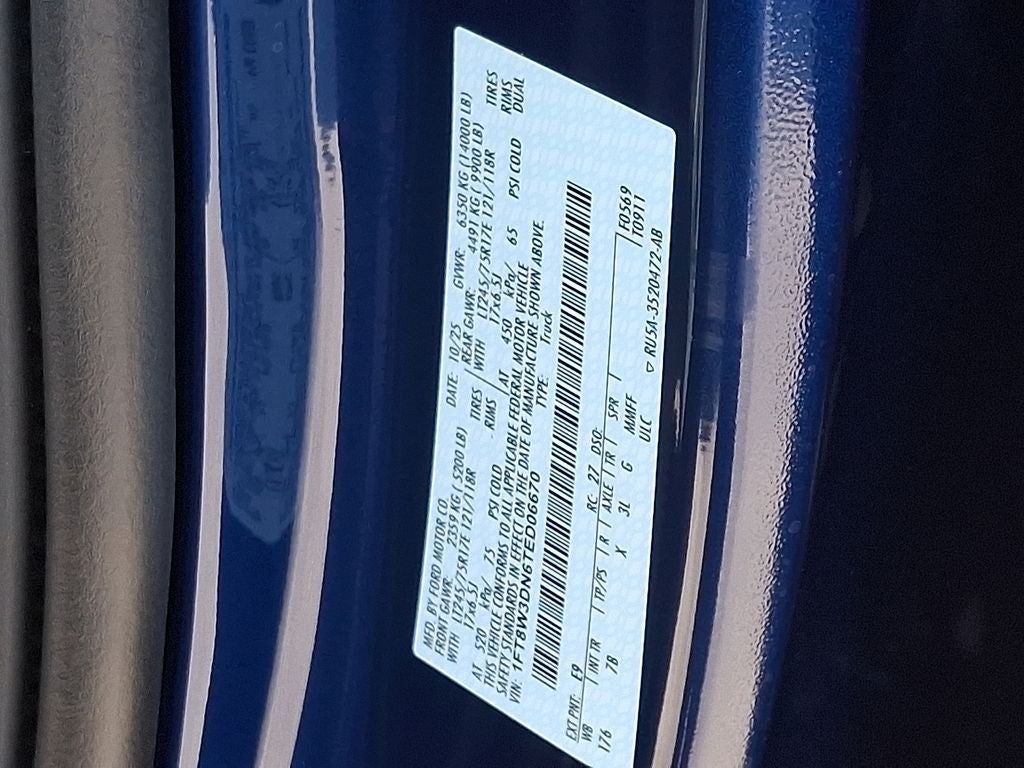 MFD. BY FORD MOTOR CO.
DATE: 10/25 GVWR: 6350 KG (14000 LB)
FRONT GAWR: 2359 KG ( 5200 LB) REAR GAWR: 4491 KG ( 9900 LB)
WITH LT245/75R17E 121/118R TIRES WITH LT245/75R17E 121/118R TIRES
17x6.5J RIMS 17x6.5J RIMS
AT 520 kPa/ 75 PSI COLD AT 450 kPa/ 65 PSI COLD DUAL
THIS VEHICLE CONFORMS TO ALL APPLICABLE FEDERAL MOTOR VEHICLE
SAFETY STANDARDS IN EFFECT ON THE DATE OF MANUFACTURE SHOWN ABOVE.
VIN: 1FT8W3DN6TED06670 TYPE: Truck
EXT PNT: E9 RC: 27 DSO: F0569
WB INT TR TP/PS R AXLE TR SPR T0911
176 7B X 3L G MMFF
ULC
RU5A-3520472-AB